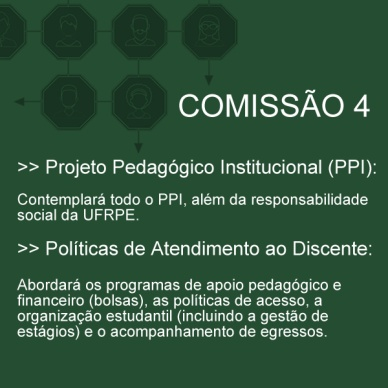 COMISSÃO 4
>> Projeto Pedagógico Institucional (PPI):
Contemplará todo o PPI, além da responsabilidade
social da UFRPE.
>> Políticas de Atendimento ao Discente:
Abordará os programas de apoio pedagógico e
financeiro (bolsas), as políticas de acesso, a
organização estudantil (incluindo a gestão de
estágios) e o acompanhamento de egressos.